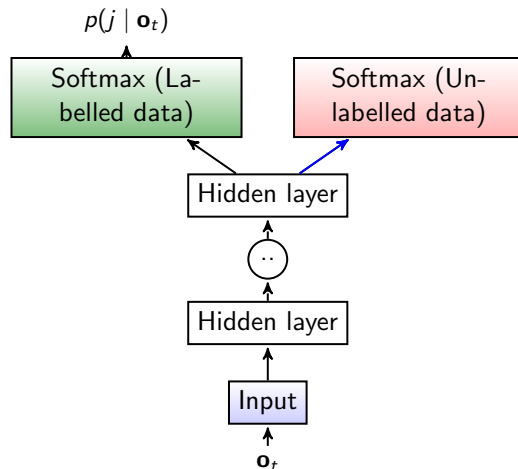 p(j | o_t)
Softmax (La-
belled data)
Softmax (Un-
labelled data)
Hidden layer
..
Hidden layer
Input
o_t